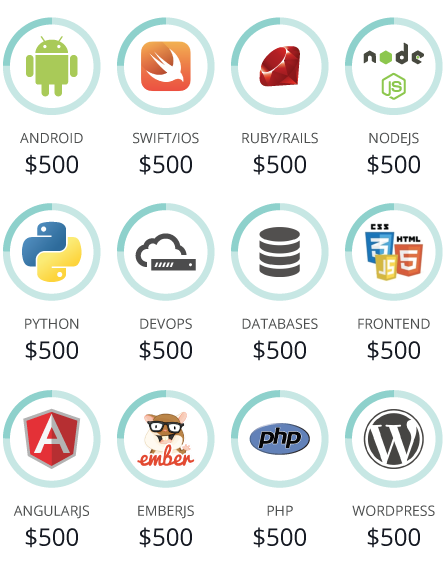 node
JS
ANDROID
SWIFT/IOS
RUBY/RAILS
NODEJS
$500
$500
$500
$500
CSS
3
HTML
5
JS
PYTHON
DEVOPS
DATABASES
FRONTEND
$500
$500
$500
$500
A
ember
php
W
ANGULARJS
EMBERJS
PHP
WORDPRESS
$500
$500
$500
$500